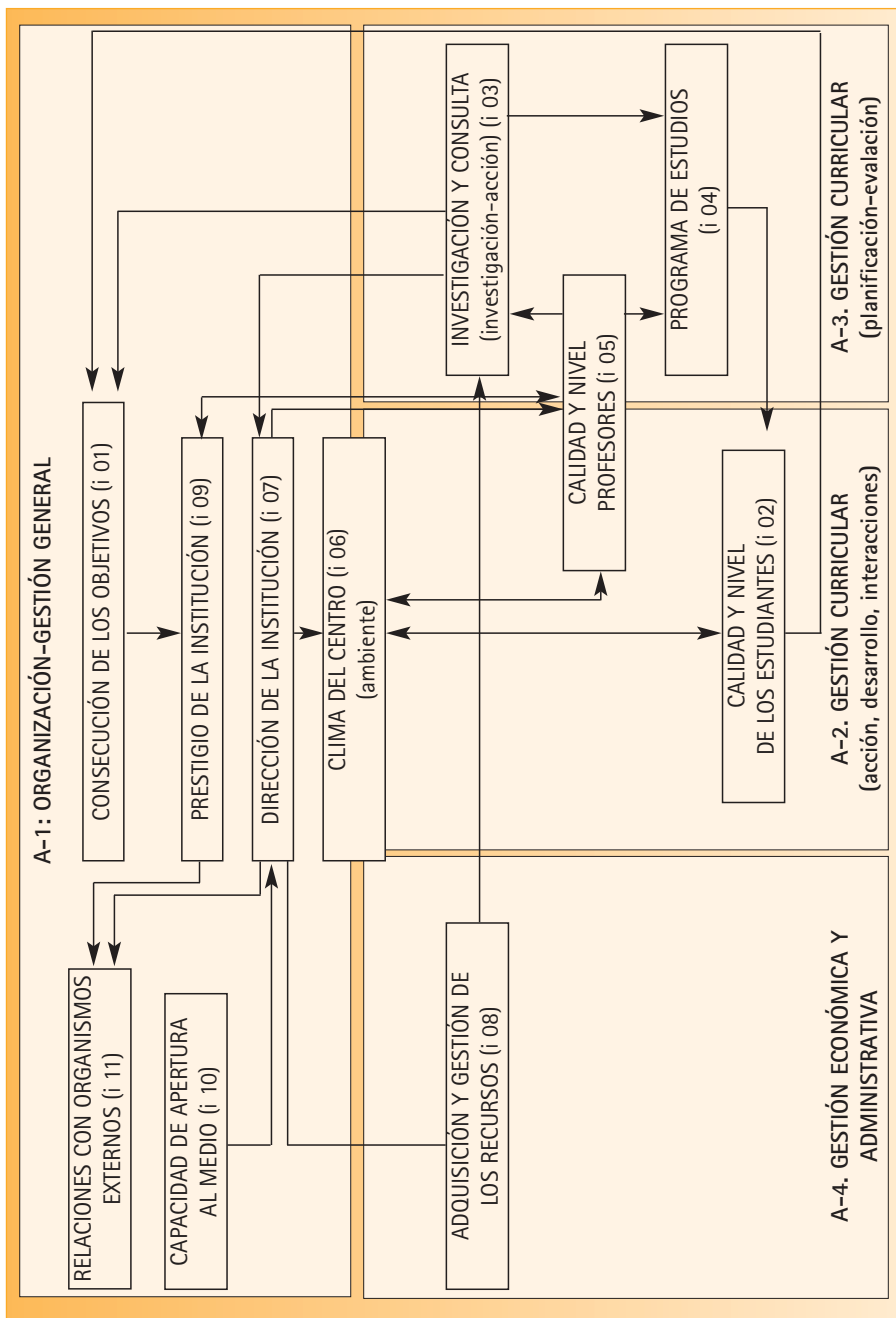 A-1: ORGANIZACIÓN-GESTIÓN GENERAL
RELACIONES CON ORGANISMOS
EXTERNOS (i 11)
CAPACIDAD DE APERTURA
AL MEDIO (i 10)
CONSECUCIÓN DE LOS OBJETIVOS (i 01)
PRESTIGIO DE LA INSTITUCIÓN (i 09)
DIRECCIÓN DE LA INSTITUCIÓN (i 07)
CLIMA DEL CENTRO (i 06)
(ambiente)
ADQUISICIÓN Y GESTIÓN DE
LOS RECURSOS (i 08)
A-4. GESTIÓN ECONÓMICA Y
ADMINISTRATIVA
CALIDAD Y NIVEL
PROFESORES (i 05)
CALIDAD Y NIVEL
DE LOS ESTUDIANTES (i 02)
A-2. GESTIÓN CURRICULAR
(acción, desarrollo, interacciones)
INVESTIGACIÓN Y CONSULTA
(investigación-acción) (i 03)
PROGRAMA DE ESTUDIOS
(i 04)
A-3. GESTIÓN CURRICULAR
(planificación-evalación)